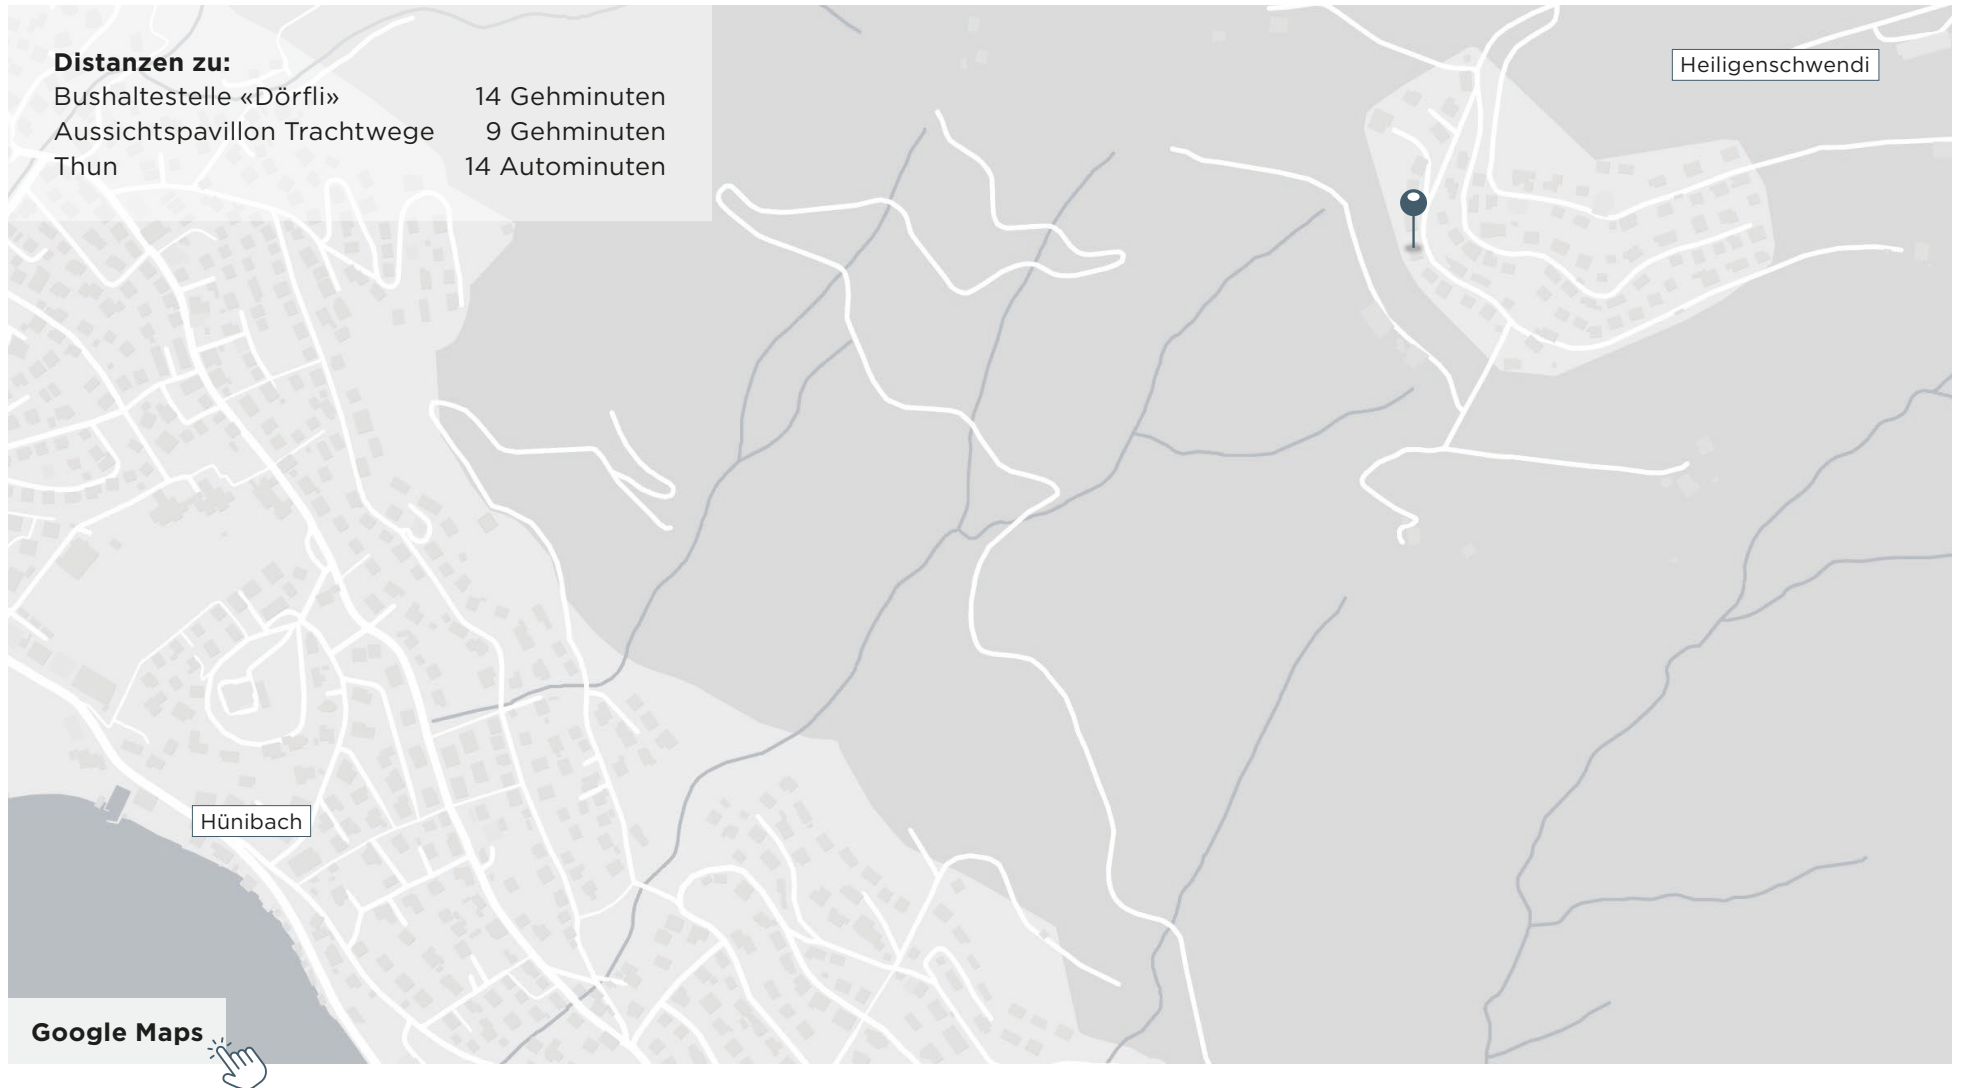 Distanzen zu:
Bushaltestelle «Dörfli» 14 Gehminuten
Aussichtspavillon Trachtwege 9 Gehminuten
Thun 14 Autominuten
Heiligenschwendi
Hünibach
Google Maps